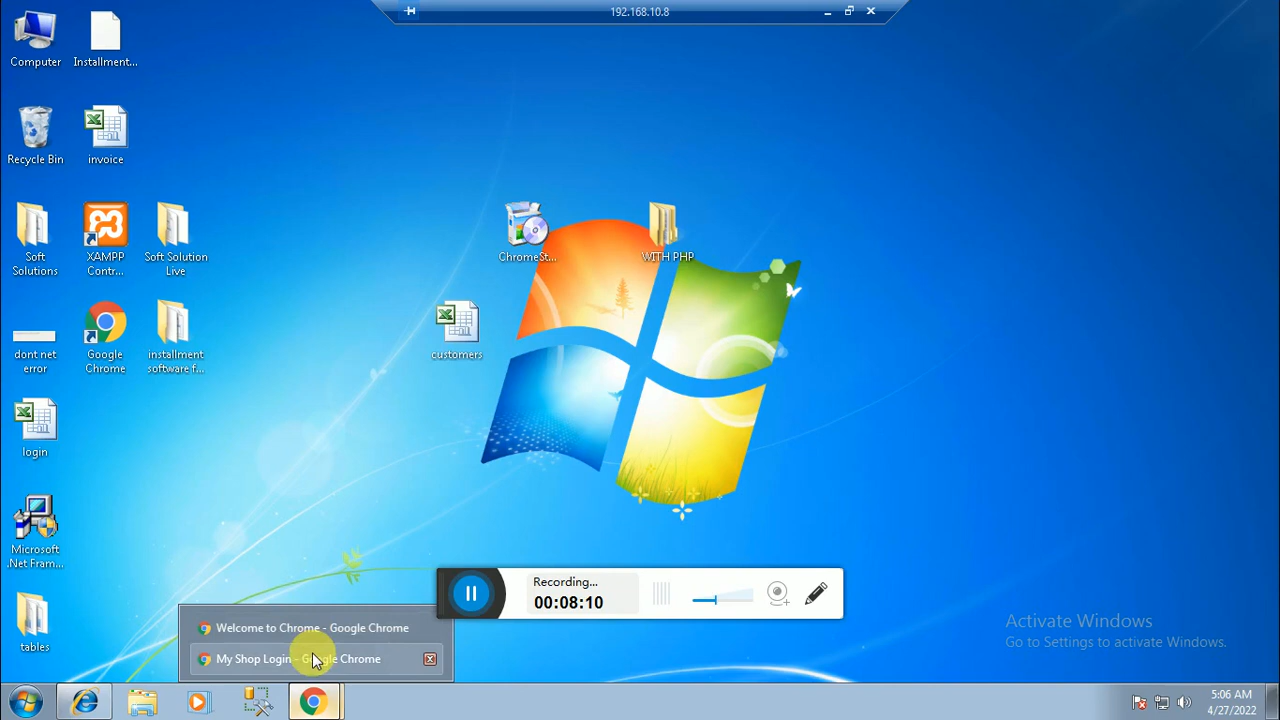 192.168.10.8
Computer
Installment...
Recycle Bin
invoice
Soft
Solutions
XAMPP
Contr...
Soft Solution
Live
ChromeSt...
WITH PHP
dont net
error
Google
Chrome
installment
software f...
customers
login
Microsoft
.Net Fram...
tables
Recording...
00:08:10
Welcome to Chrome - Google Chrome
My Shop Login - Google Chrome
Activate Windows
Go to Settings to activate Windows.
5:06 AM
4/27/2022